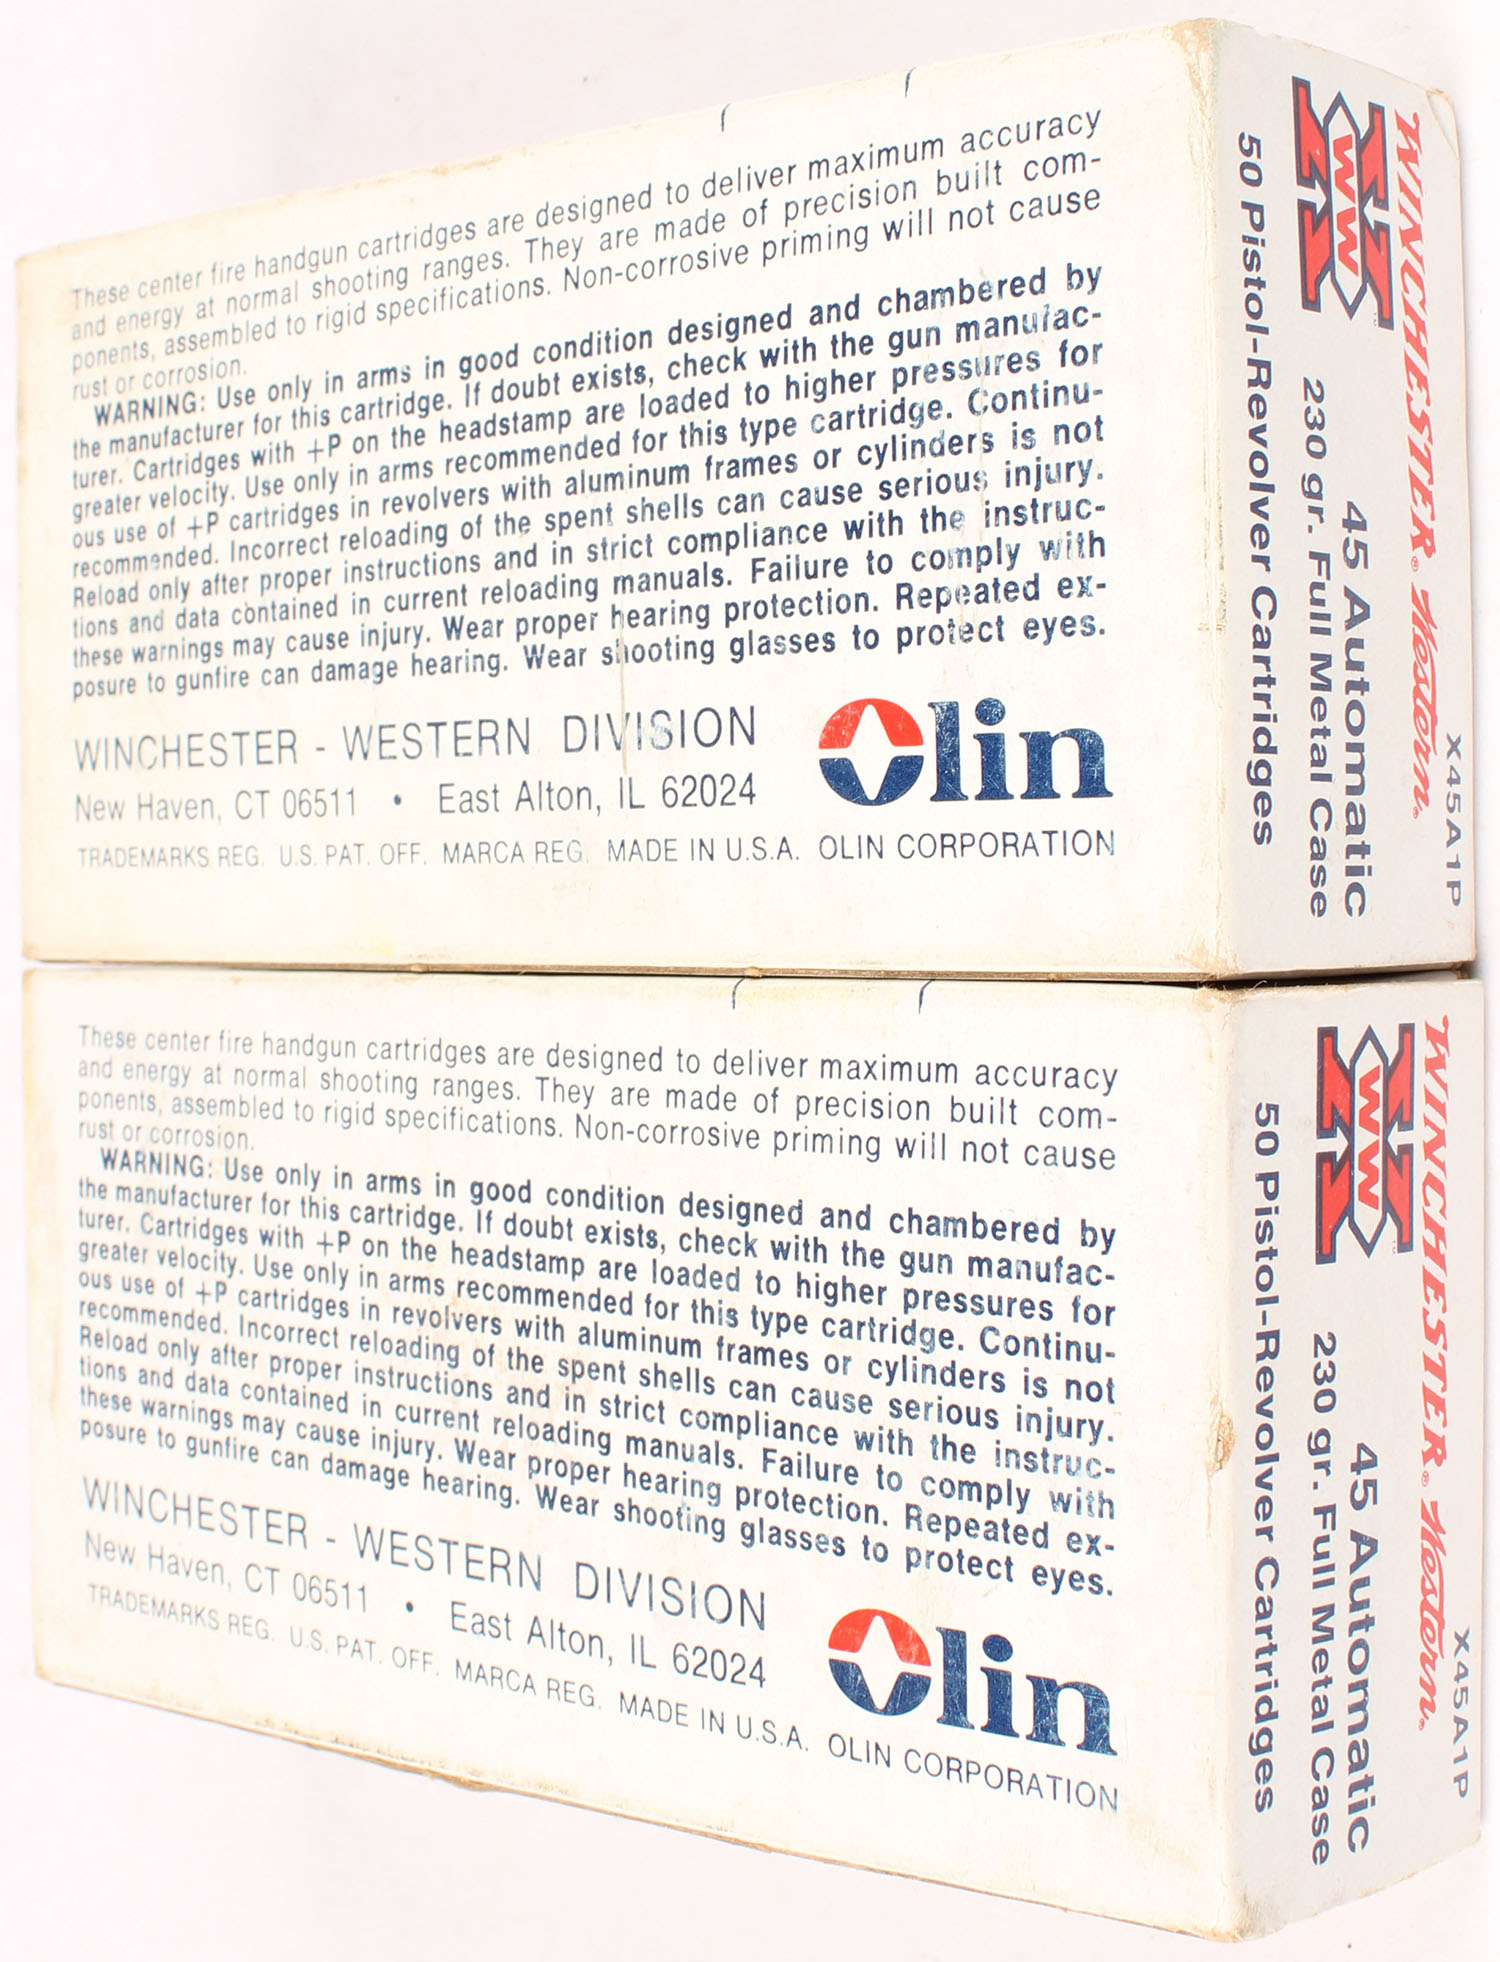 These center fire handgun cartridges are designed to deliver maximum accuracy
and energy at normal shooting ranges. They are made of precision built com-
ponents, assembled to rigid specifications. Non-corrosive priming will not cause
rust or corrosion.
WARNING: Use only in arms in good condition designed and chambered by
the manufacturer for this cartridge. If doubt exists, check with the gun manufac-
turer. Cartridges with +P on the headstamp are loaded to higher pressures for
greater velocity. Use only in arms recommended for this type cartridge. Continu-
ous use of +P cartridges in revolvers with aluminum frames or cylinders is not
recommended. Incorrect reloading of the spent shells can cause serious injury.
Reload only after proper instructions and in strict compliance with the instruc-
tions and data contained in current reloading manuals. Failure to comply with
these warnings may cause injury. Wear proper hearing protection. Repeated ex-
posure to gunfire can damage hearing. Wear shooting glasses to protect eyes.
WINCHESTER - WESTERN DIVISION
New Haven, CT 06511 • East Alton, IL 62024
Olin
TRADEMARKS REG. U.S. PAT. OFF. MARCA REG. MADE IN U.S.A. OLIN CORPORATION
X45A1P
WINCHESTER® Western®
X WW ™
45 Automatic
230 gr. Full Metal Case
50 Pistol-Revolver Cartridges
These center fire handgun cartridges are designed to deliver maximum accuracy
and energy at normal shooting ranges. They are made of precision built com-
ponents, assembled to rigid specifications. Non-corrosive priming will not cause
rust or corrosion.
WARNING: Use only in arms in good condition designed and chambered by
the manufacturer for this cartridge. If doubt exists, check with the gun manufac-
turer. Cartridges with +P on the headstamp are loaded to higher pressures for
greater velocity. Use only in arms recommended for this type cartridge. Continu-
ous use of +P cartridges in revolvers with aluminum frames or cylinders is not
recommended. Incorrect reloading of the spent shells can cause serious injury.
Reload only after proper instructions and in strict compliance with the instruc-
tions and data contained in current reloading manuals. Failure to comply with
these warnings may cause injury. Wear proper hearing protection. Repeated ex-
posure to gunfire can damage hearing. Wear shooting glasses to protect eyes.
WINCHESTER - WESTERN DIVISION
New Haven, CT 06511 • East Alton, IL 62024
Olin
TRADEMARKS REG. U.S. PAT. OFF. MARCA REG. MADE IN U.S.A. OLIN CORPORATION
X45A1P
WINCHESTER® Western®
X WW ™
45 Automatic
230 gr. Full Metal Case
50 Pistol-Revolver Cartridges